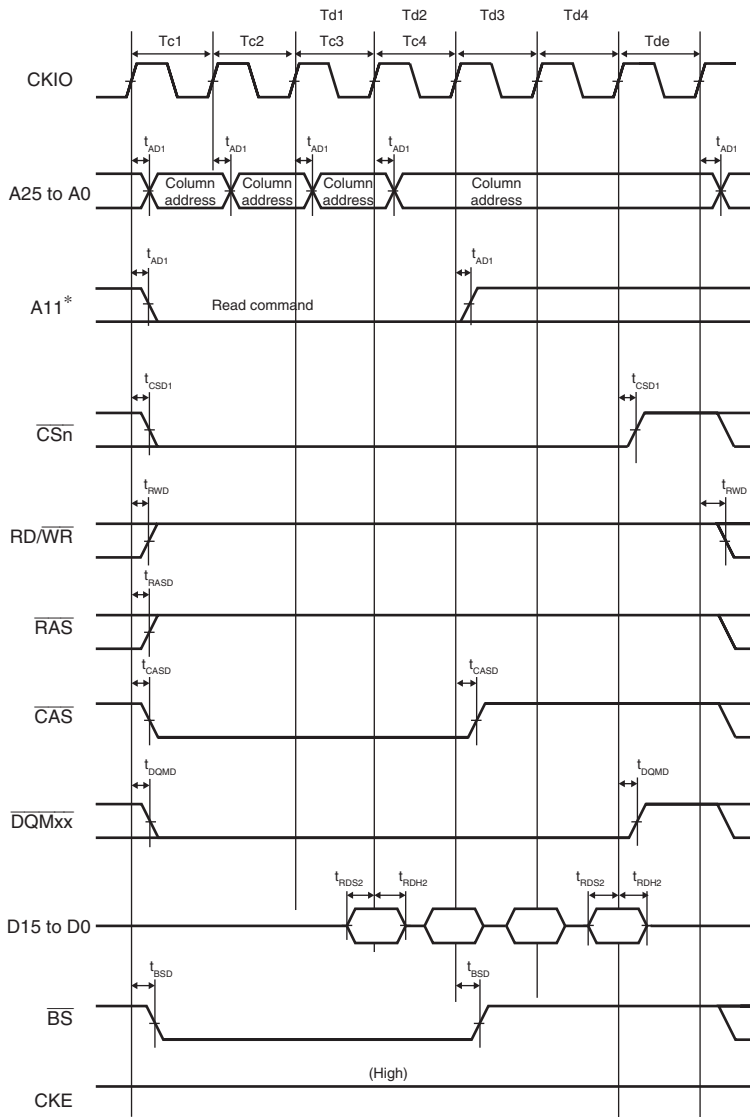 Td1 Td2 Td3 Td4
Tc1 Tc2 Tc3 Tc4 Tde
CKIO
tAD1 tAD1 tAD1 tAD1 tAD1
A25 to A0
Column address Column address Column address Column address
tAD1 tAD1
A11*
Read command
tCSD1 tCSD1
CSn
tRWD tRWD
RD/WR
tRASD
RAS
tCASD tCASD
CAS
tDQMD tDQMD
DQMxx
tRDS2 tRDH2 tRDS2 tRDH2
D15 to D0
tBSD tBSD
BS
(High)
CKE